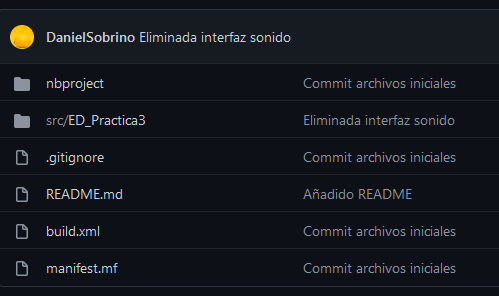 DanielSobrino Eliminada interfaz sonido
nbproject Commit archivos iniciales
src/ED_Practica3 Eliminada interfaz sonido
.gitignore Commit archivos iniciales
README.md Añadido README
build.xml Commit archivos iniciales
manifest.mf Commit archivos iniciales